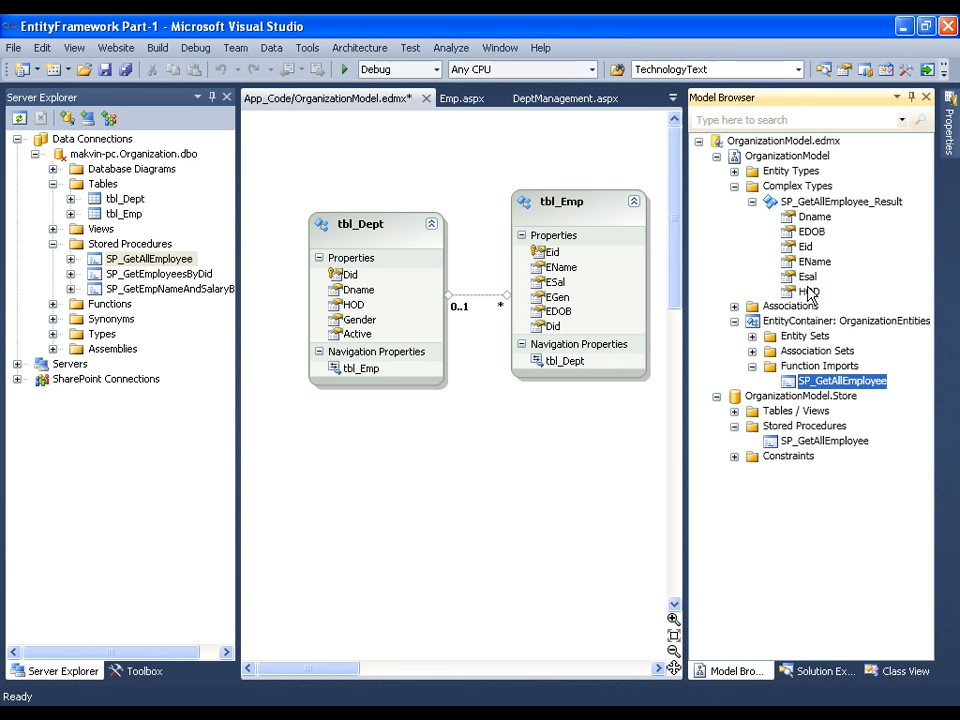 EntityFramework Part-1 - Microsoft Visual Studio
File Edit View Website Build Debug Team Data Tools Architecture Test Analyze Window Help
Debug Any CPU TechnologyText
Server Explorer
Data Connections
makvin-pc.Organization.dbo
Database Diagrams
Tables
tbl_Dept
tbl_Emp
Views
Stored Procedures
SP_GetAllEmployee
SP_GetEmployeesByDid
SP_GetEmpNameAndSalaryB
Functions
Synonyms
Types
Assemblies
Servers
SharePoint Connections
Server Explorer Toolbox
App_Code/OrganizationModel.edmx* Emp.aspx DeptManagement.aspx
tbl_Dept
Properties
Did
Dname
HOD
Gender
Active
Navigation Properties
tbl_Emp
0..1 *
tbl_Emp
Properties
Eid
EName
ESal
EGen
EDOB
Did
Navigation Properties
tbl_Dept
Model Browser
Type here to search
OrganizationModel.edmx
OrganizationModel
Entity Types
Complex Types
SP_GetAllEmployee_Result
Dname
EDOB
Eid
EName
Esal
HOD
Associations
EntityContainer: OrganizationEntities
Entity Sets
Association Sets
Function Imports
SP_GetAllEmployee
OrganizationModel.Store
Tables / Views
Stored Procedures
SP_GetAllEmployee
Constraints
Model Bro... Solution Ex... Class View
Properties
Ready